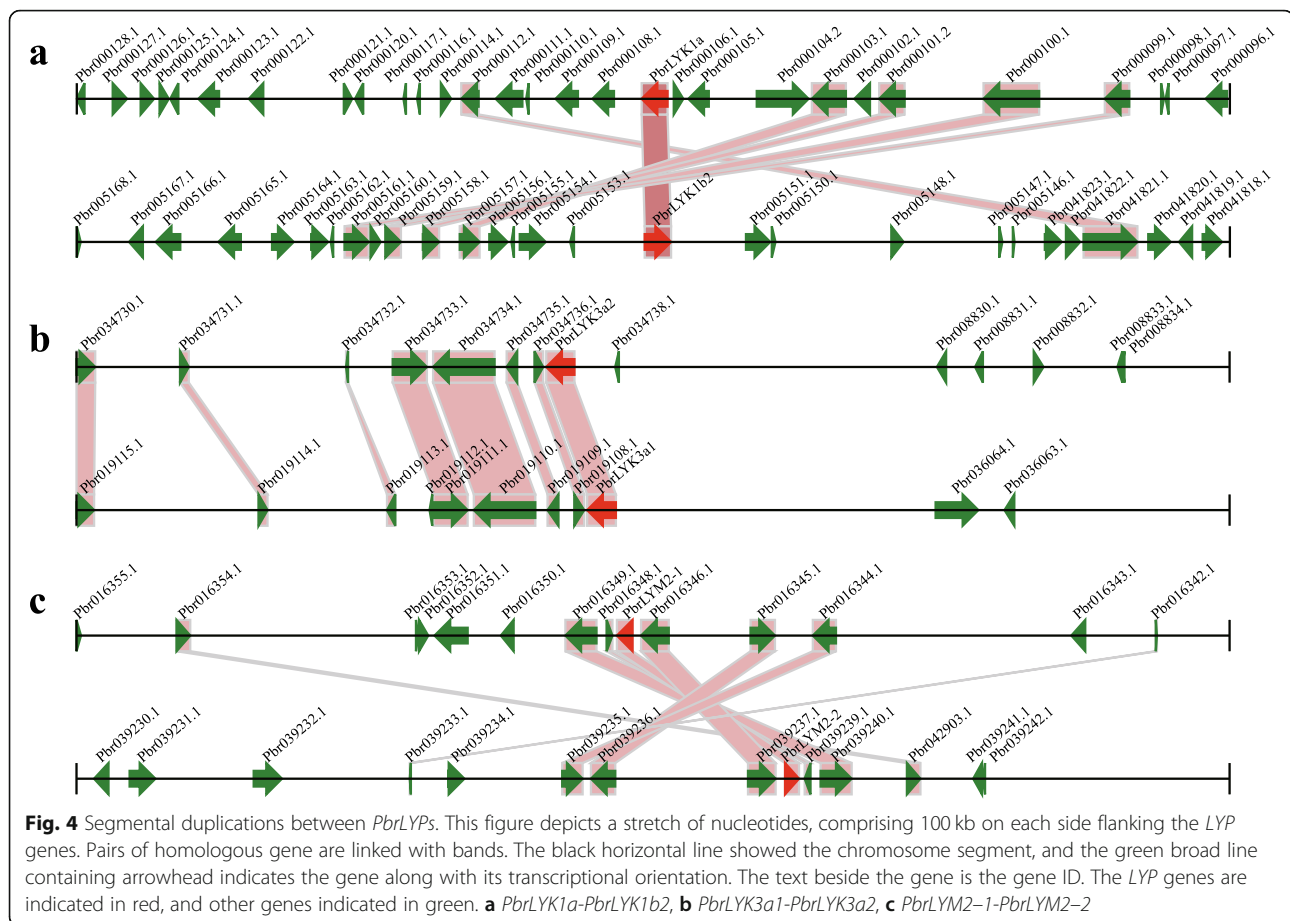 a
Pbr000128.1 Pbr000127.1 Pbr000126.1 Pbr000125.1 Pbr000124.1 Pbr000123.1 Pbr000122.1 Pbr000121.1 Pbr000120.1 Pbr000117.1 Pbr000116.1 Pbr000114.1 Pbr000112.1 Pbr000111.1 Pbr000110.1 Pbr000109.1 Pbr000108.1 PbrLYK1a Pbr000106.1 Pbr000105.1 Pbr000104.2 Pbr000103.1 Pbr000102.1 Pbr000101.2 Pbr000100.1 Pbr000099.1 Pbr000098.1 Pbr000097.1 Pbr000096.1
Pbr005168.1 Pbr005167.1 Pbr005166.1 Pbr005165.1 Pbr005164.1 Pbr005163.1 Pbr005162.1 Pbr005161.1 Pbr005160.1 Pbr005159.1 Pbr005158.1 Pbr005157.1 Pbr005156.1 Pbr005155.1 Pbr005154.1 Pbr005153.1 PbrLYK1b2 Pbr005151.1 Pbr005150.1 Pbr005148.1 Pbr005147.1 Pbr005146.1 Pbr041823.1 Pbr041822.1 Pbr041821.1 Pbr041820.1 Pbr041819.1 Pbr041818.1
b
Pbr034730.1 Pbr034731.1 Pbr034732.1 Pbr034733.1 Pbr034734.1 Pbr034735.1 Pbr034736.1 PbrLYK3a2 Pbr034738.1 Pbr008830.1 Pbr008831.1 Pbr008832.1 Pbr008833.1 Pbr008834.1
Pbr019115.1 Pbr019114.1 Pbr019113.1 Pbr019112.1 Pbr019111.1 Pbr019110.1 Pbr019109.1 Pbr019108.1 PbrLYK3a1 Pbr036064.1 Pbr036063.1
c
Pbr016355.1 Pbr016354.1 Pbr016353.1 Pbr016352.1 Pbr016351.1 Pbr016350.1 Pbr016349.1 Pbr016348.1 PbrLYM2-1 Pbr016346.1 Pbr016345.1 Pbr016344.1 Pbr016343.1 Pbr016342.1
Pbr039230.1 Pbr039231.1 Pbr039232.1 Pbr039233.1 Pbr039234.1 Pbr039235.1 Pbr039236.1 Pbr039237.1 PbrLYM2-2 Pbr039239.1 Pbr039240.1 Pbr042903.1 Pbr039241.1 Pbr039242.1
Fig. 4 Segmental duplications between PbrLYPs. This figure depicts a stretch of nucleotides, comprising 100 kb on each side flanking the LYP
genes. Pairs of homologous gene are linked with bands. The black horizontal line showed the chromosome segment, and the green broad line
containing arrowhead indicates the gene along with its transcriptional orientation. The text beside the gene is the gene ID. The LYP genes are
indicated in red, and other genes indicated in green. a PbrLYK1a-PbrLYK1b2, b PbrLYK3a1-PbrLYK3a2, c PbrLYM2–1-PbrLYM2–2